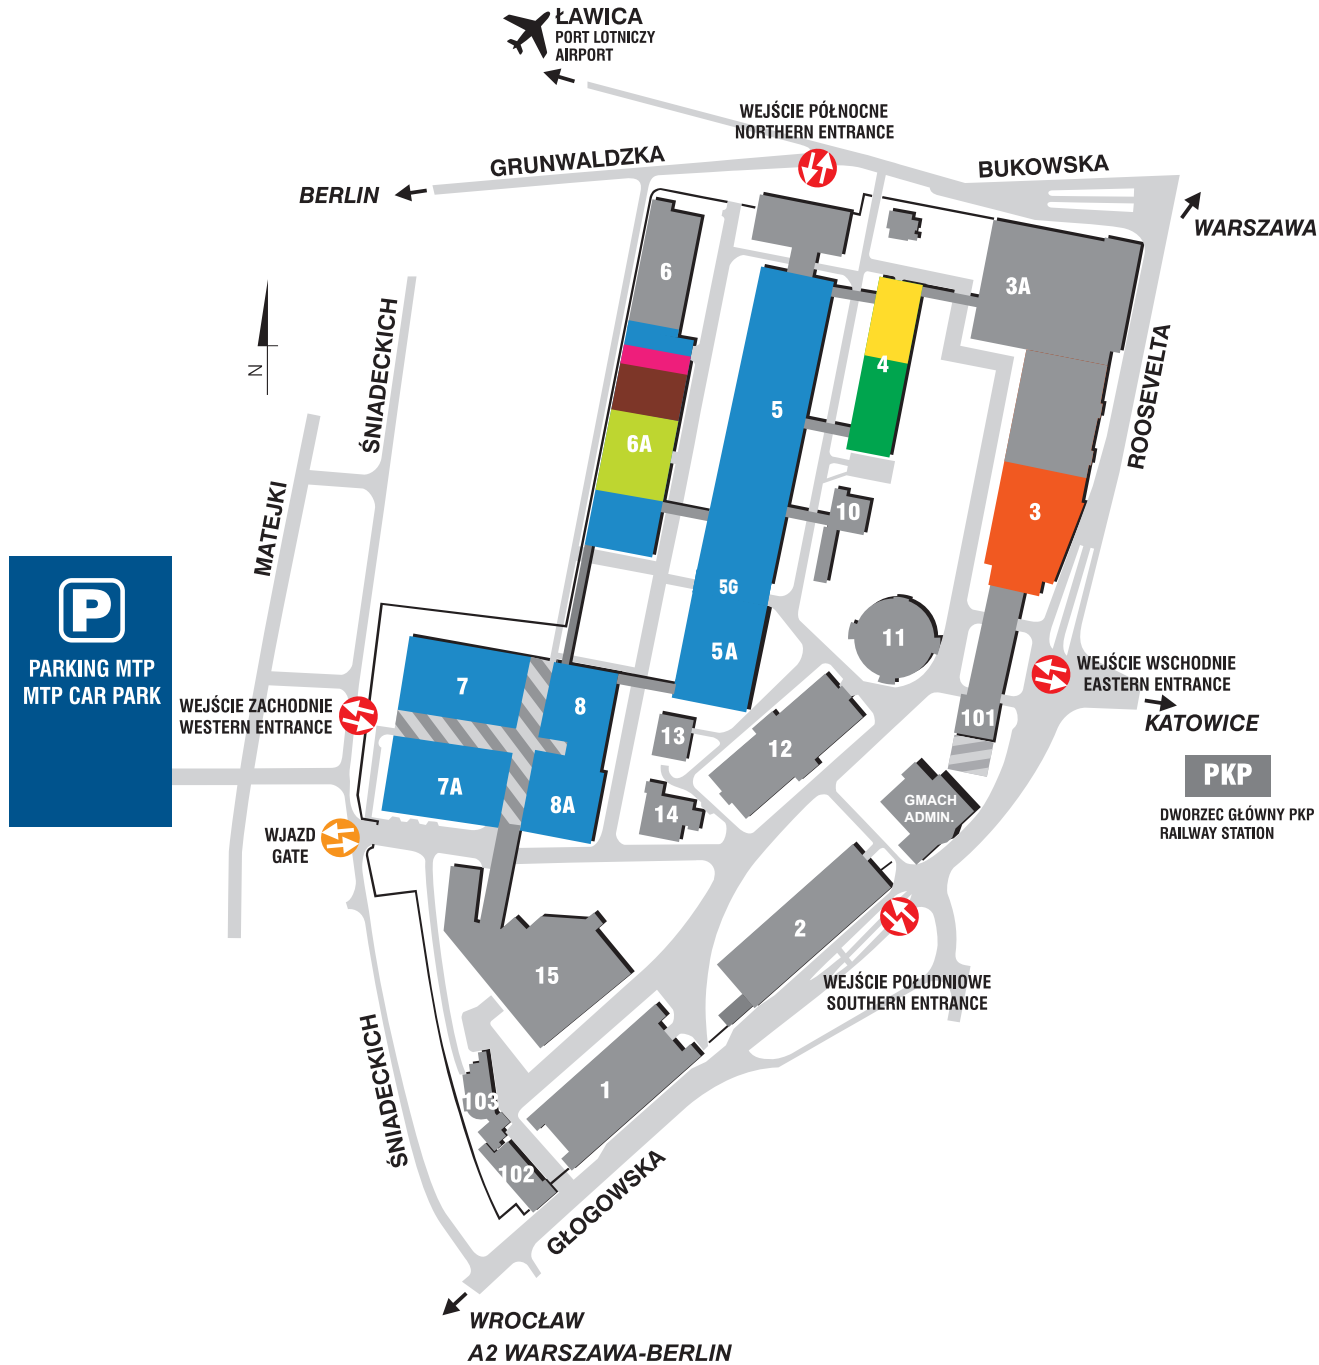 ŁAWICA
PORT LOTNICZY
AIRPORT
WEJŚCIE PÓŁNOCNE
NORTHERN ENTRANCE
GRUNWALDZKA
BUKOWSKA
BERLIN
WARSZAWA
6
3A
N
ŚNIADECKICH
4
ROOSEVELTA
5
6A
MATEJKI
10
3
P
PARKING MTP
MTP CAR PARK
5G
5A
11
7
8
WEJŚCIE WSCHODNIE
EASTERN ENTRANCE
WEJŚCIE ZACHODNIE
WESTERN ENTRANCE
101
KATOWICE
13
12
7A
8A
14
GMACH
ADMIN.
PKP
DWORZEC GŁÓWNY PKP
RAILWAY STATION
WJAZD
GATE
2
15
WEJŚCIE POŁUDNIOWE
SOUTHERN ENTRANCE
ŚNIADECKICH
1
103
102
GŁOGOWSKA
WROCŁAW
A2 WARSZAWA-BERLIN